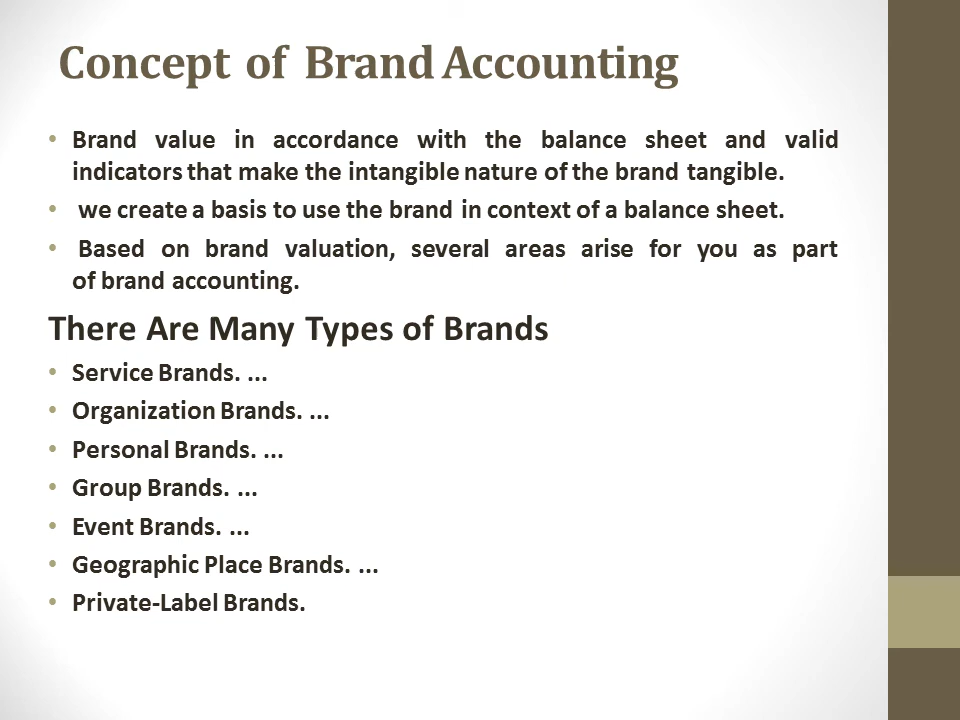 Concept of Brand Accounting
• Brand value in accordance with the balance sheet and valid
indicators that make the intangible nature of the brand tangible.
• we create a basis to use the brand in context of a balance sheet.
• Based on brand valuation, several areas arise for you as part
of brand accounting.
There Are Many Types of Brands
• Service Brands. ...
• Organization Brands. ...
• Personal Brands. ...
• Group Brands. ...
• Event Brands. ...
• Geographic Place Brands. ...
• Private-Label Brands.